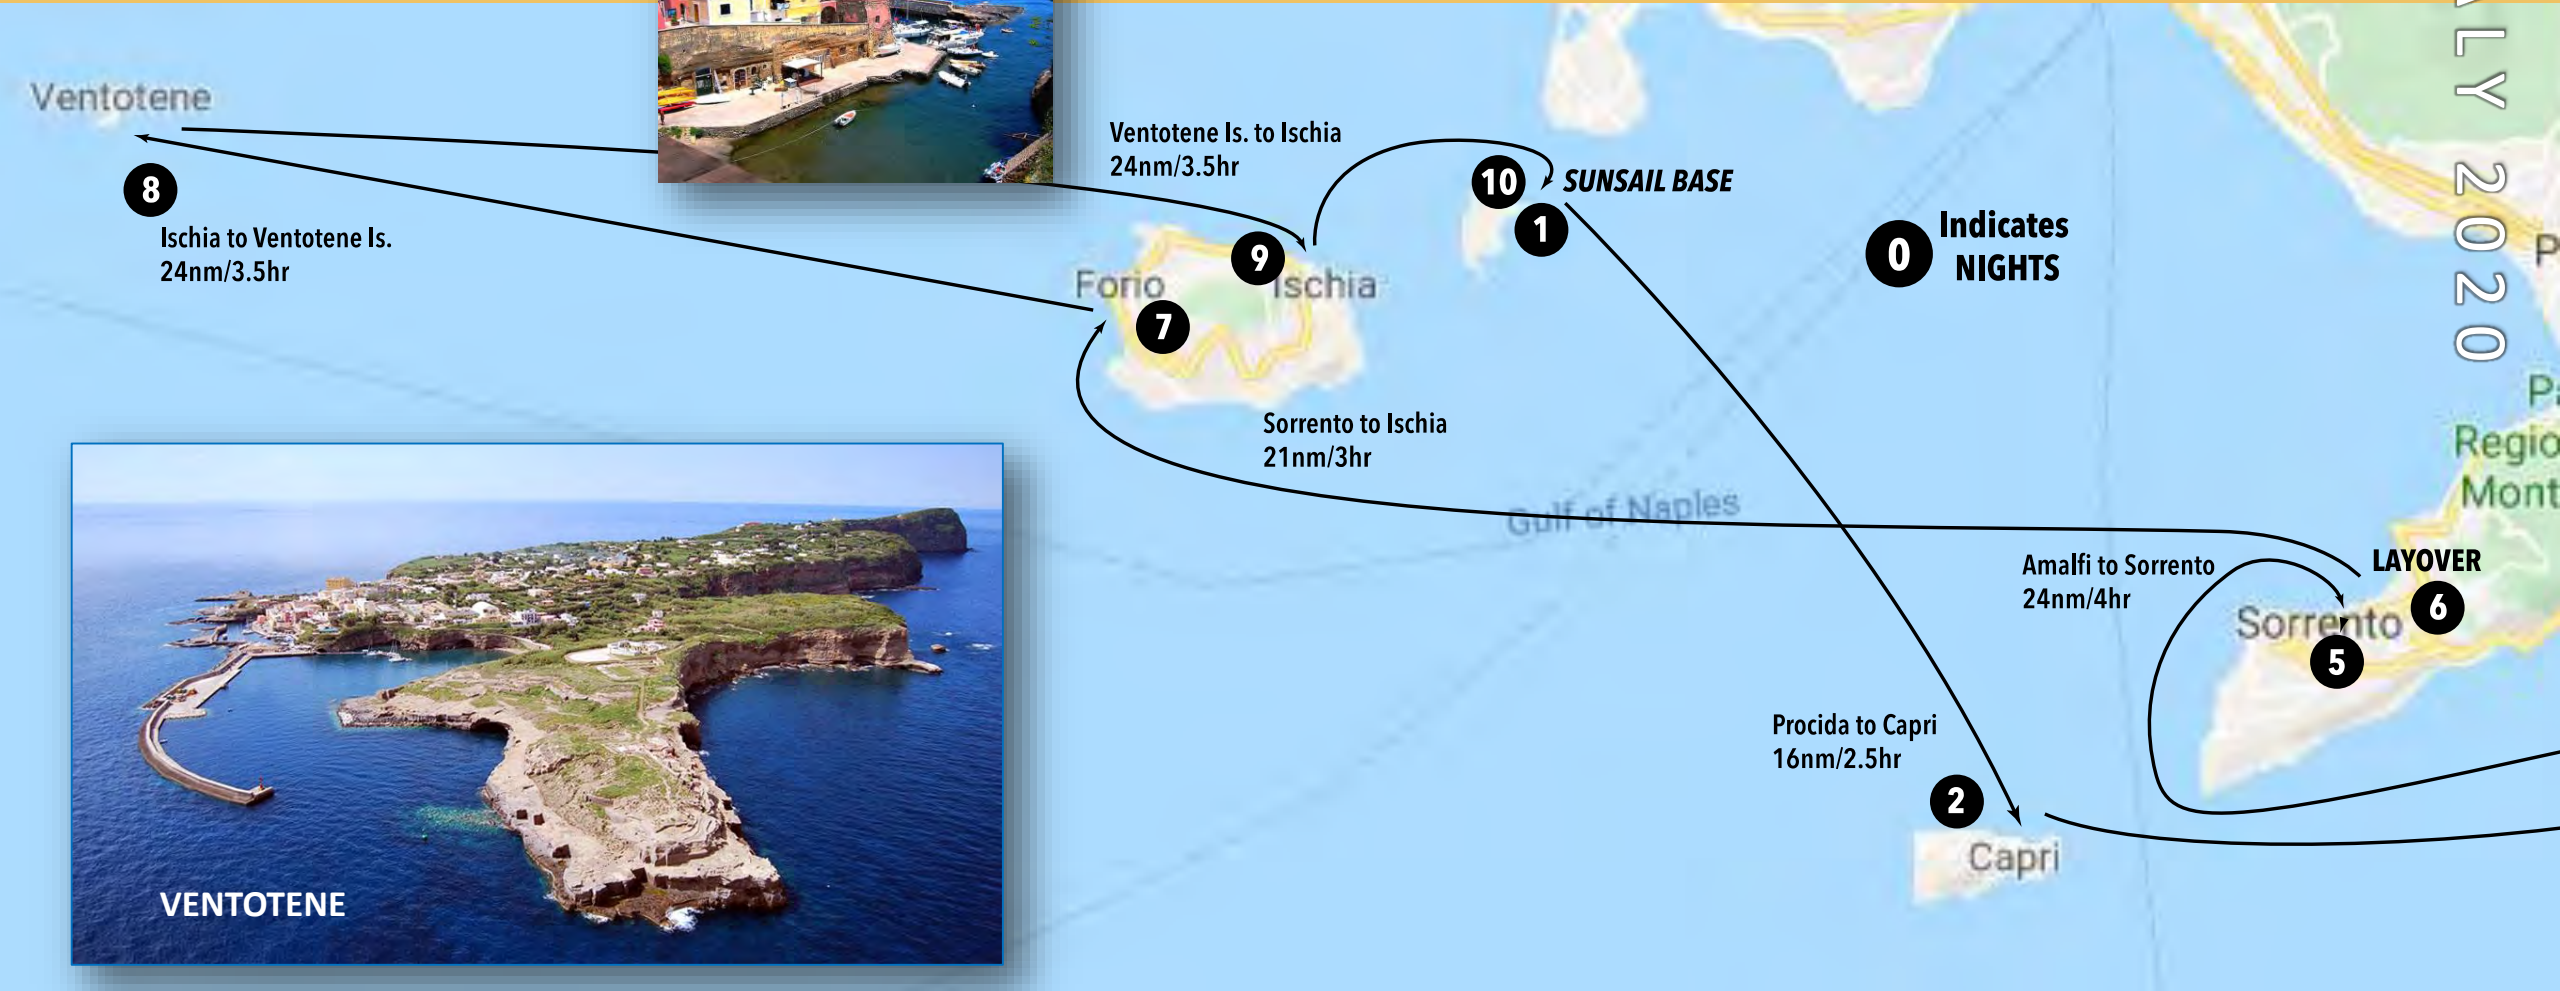 Ventotene
8
Ischia to Ventotene Is.
24nm/3.5hr
Ventotene Is. to Ischia
24nm/3.5hr
10
SUNSAIL BASE
1
0
Indicates
NIGHTS
9
Forio
Ischia
7
Sorrento to Ischia
21nm/3hr
Gulf of Naples
Amalfi to Sorrento
24nm/4hr
LAYOVER
6
Sorrento
5
Procida to Capri
16nm/2.5hr
2
Capri
VENTOTENE
ALY 2020
P
Pa
Regio
Mont